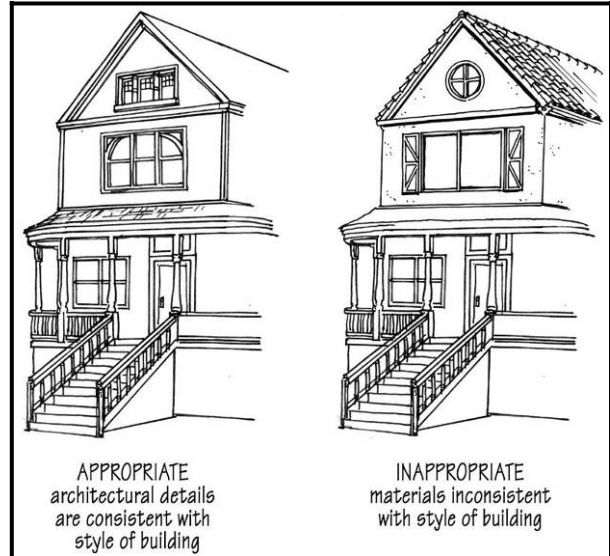 APPROPRIATE
architectural details
are consistent with
style of building
INAPPROPRIATE
materials inconsistent
with style of building